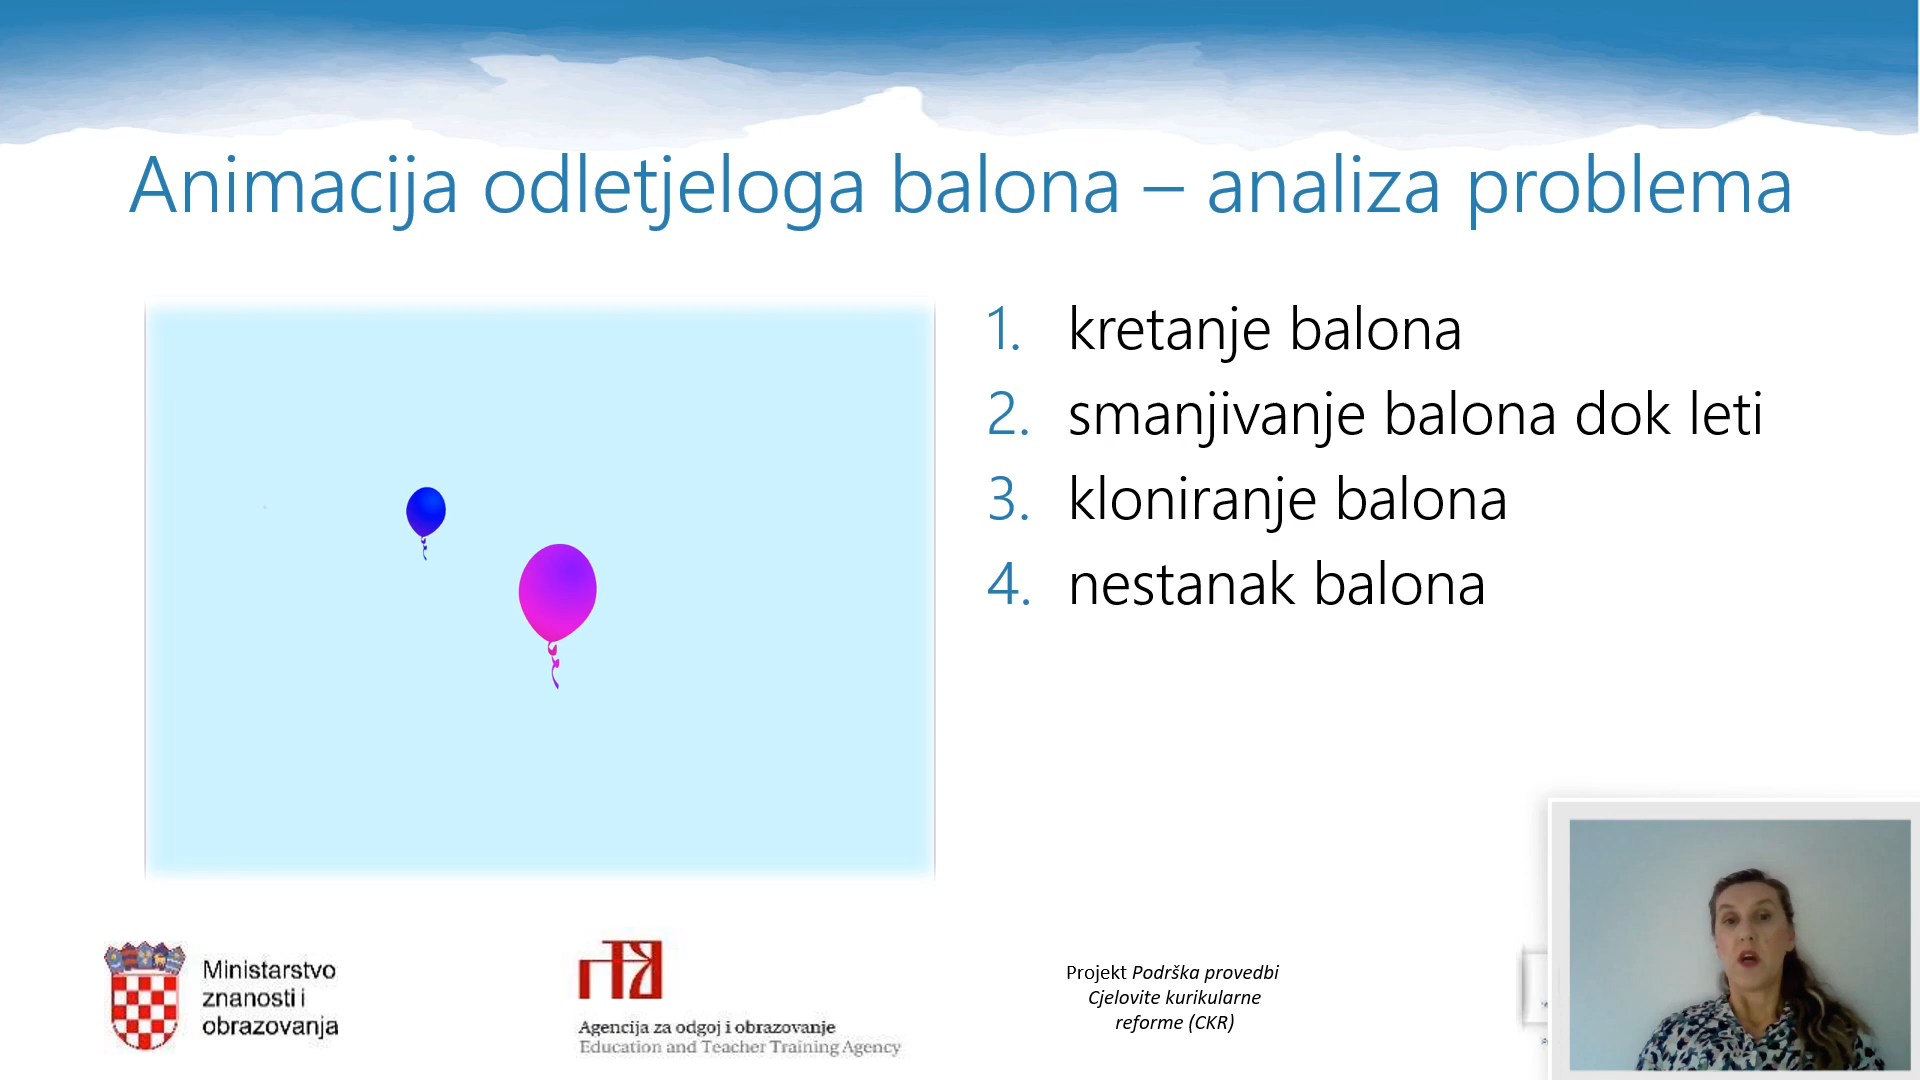 Animacija odletjeloga balona – analiza problema
1. kretanje balona
2. smanjivanje balona dok leti
3. kloniranje balona
4. nestanak balona
Ministarstvo
znanosti i
obrazovanja
Agencija za odgoj i obrazovanje
Education and Teacher Training Agency
Projekt Podrška provedbi
Cjelovite kurikularne
reforme (CKR)